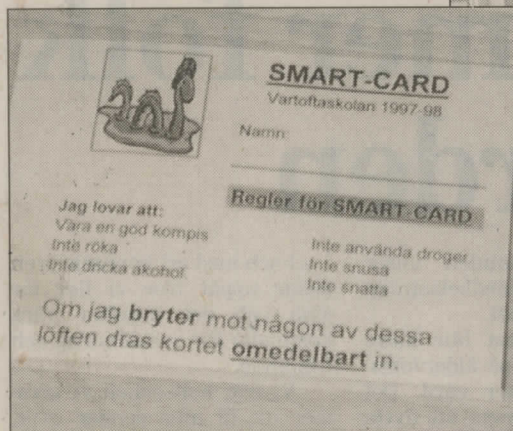 SMART-CARD
Vartoftaskolan 1997-98
Namn:
Regler för SMART CARD
Jag lovar att:
Vara en god kompis
Inte röka
Inte dricka akohol
Inte använda droger
Inte snusa
Inte snatta
Om jag bryter mot någon av dessa
löften dras kortet omedelbart in.